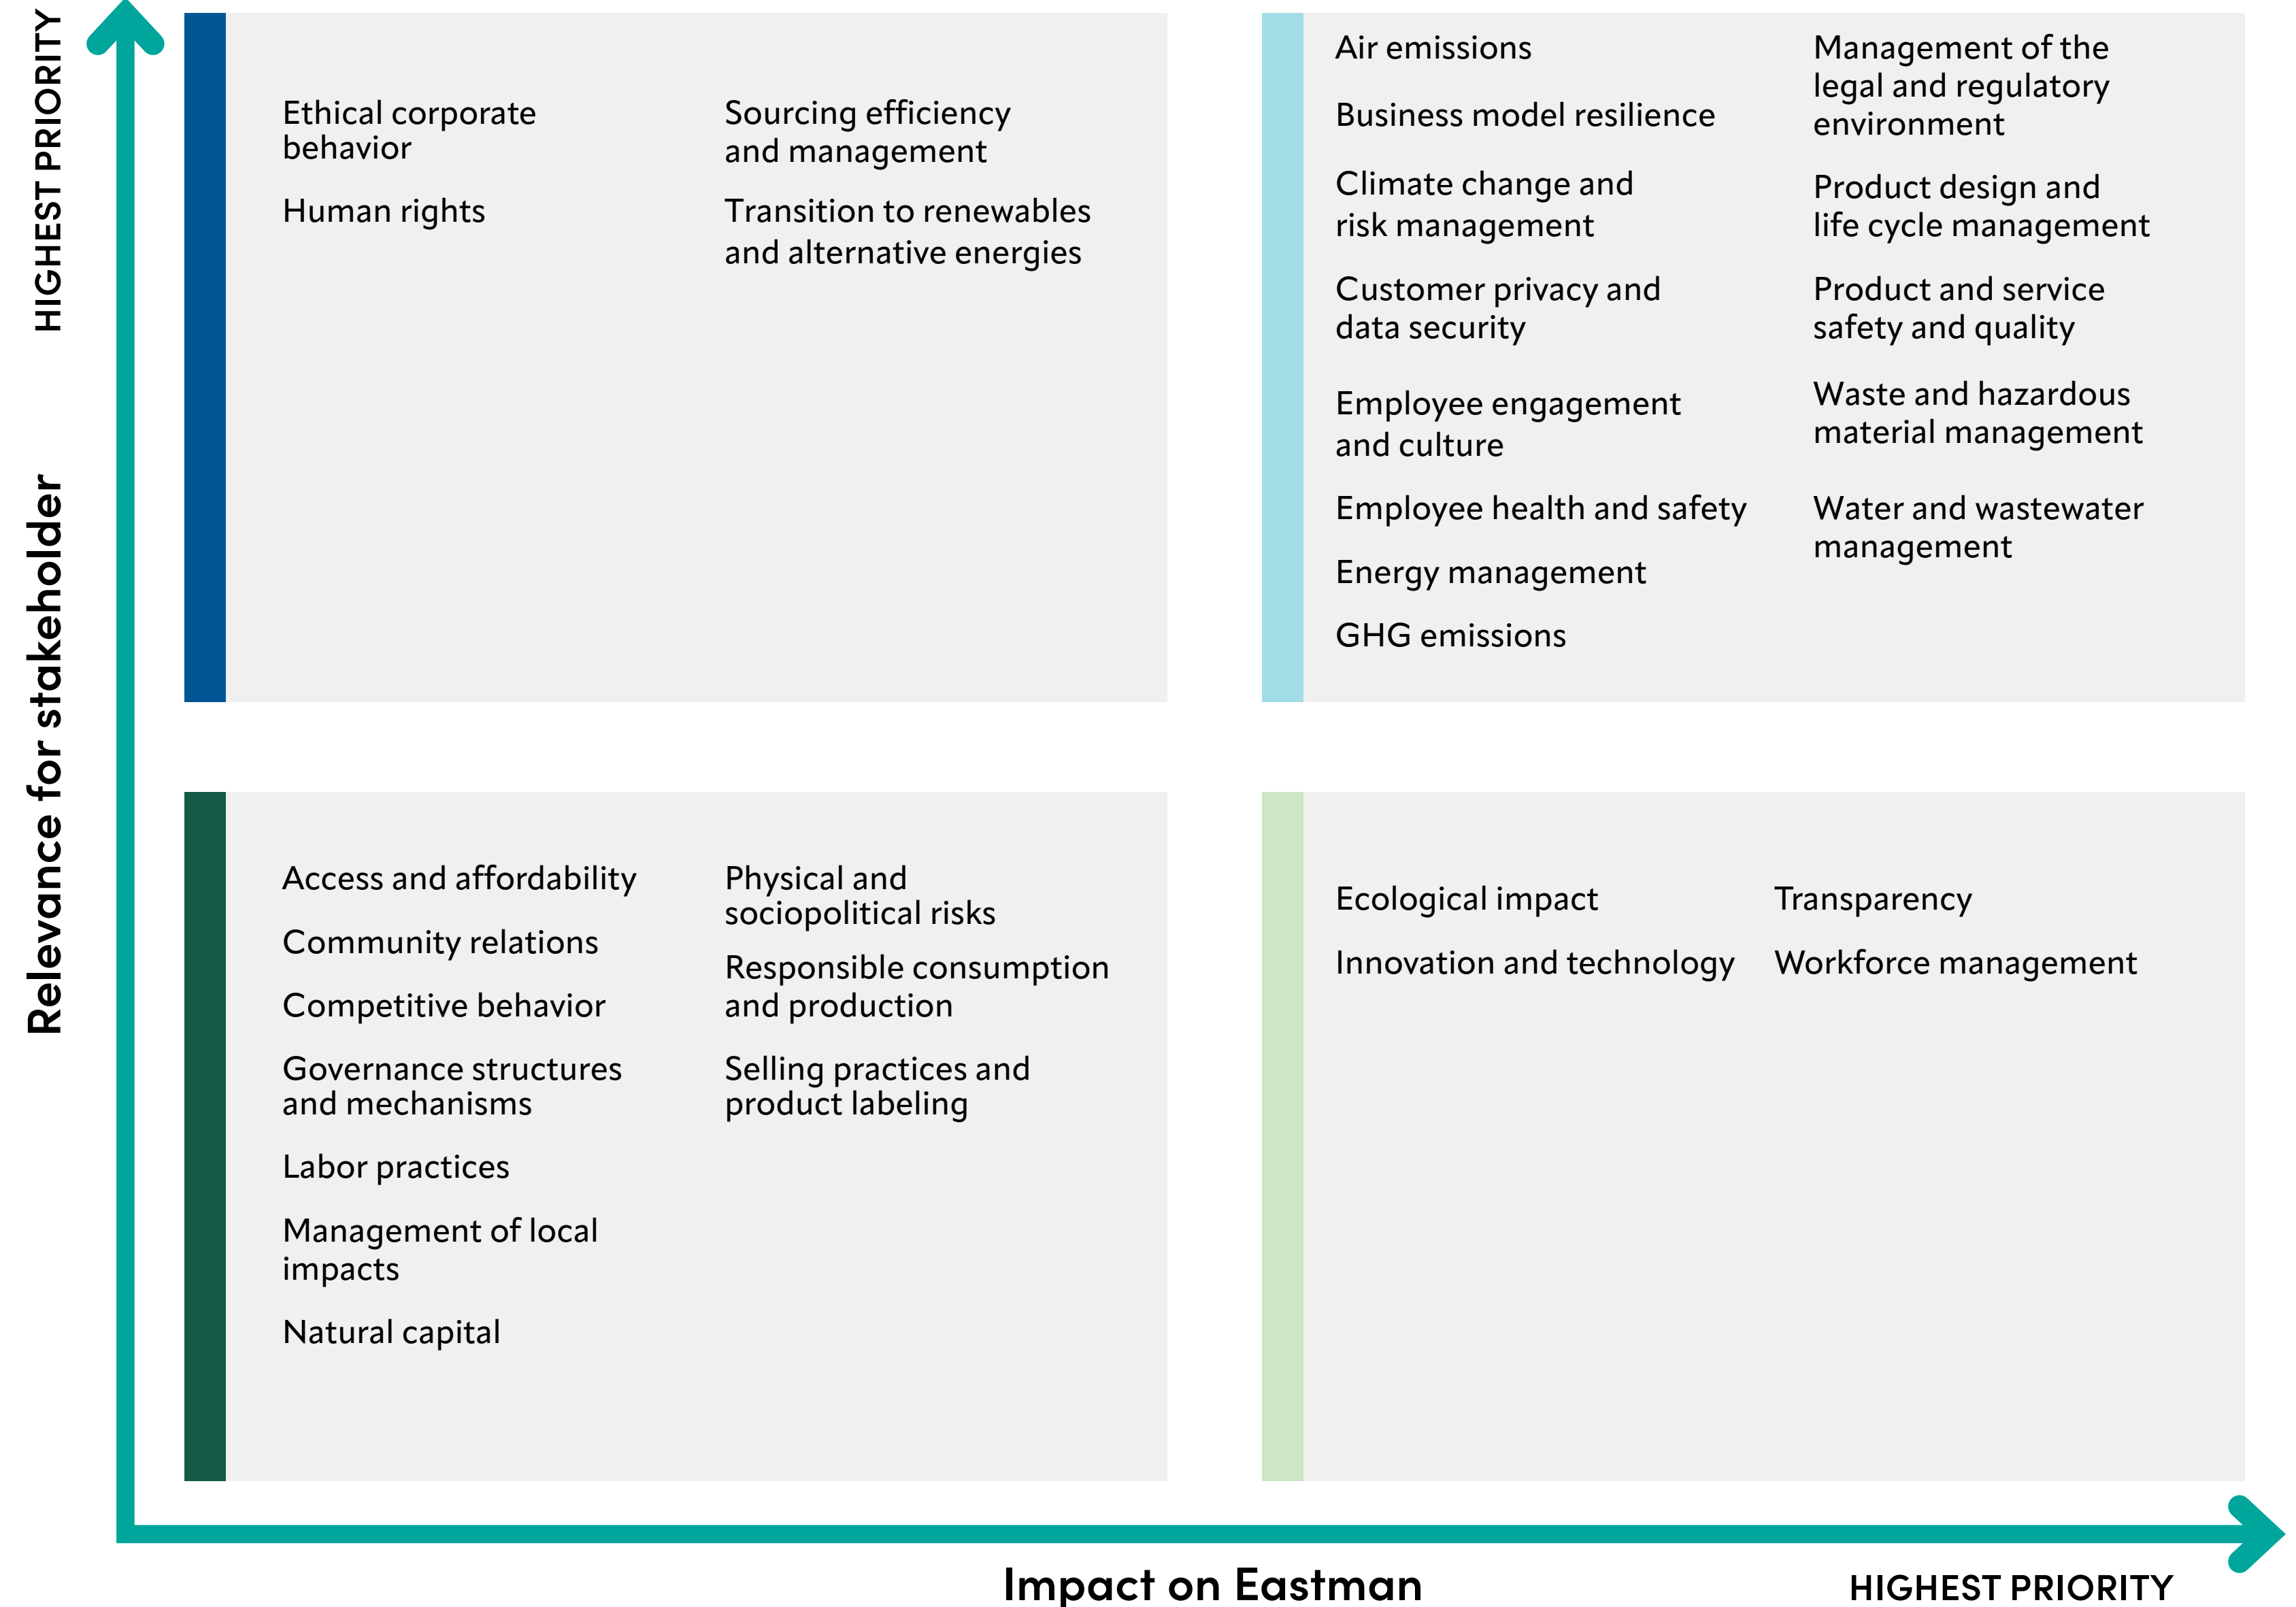 HIGHEST PRIORITY
Relevance for stakeholder
Ethical corporate
behavior
Human rights
Sourcing efficiency
and management
Transition to renewables
and alternative energies
Air emissions
Business model resilience
Climate change and
risk management
Customer privacy and
data security
Employee engagement
and culture
Employee health and safety
Energy management
GHG emissions
Management of the
legal and regulatory
environment
Product design and
life cycle management
Product and service
safety and quality
Waste and hazardous
material management
Water and wastewater
management
Access and affordability
Community relations
Competitive behavior
Governance structures
and mechanisms
Labor practices
Management of local
impacts
Natural capital
Physical and
sociopolitical risks
Responsible consumption
and production
Selling practices and
product labeling
Ecological impact
Innovation and technology
Transparency
Workforce management
Impact on Eastman
HIGHEST PRIORITY